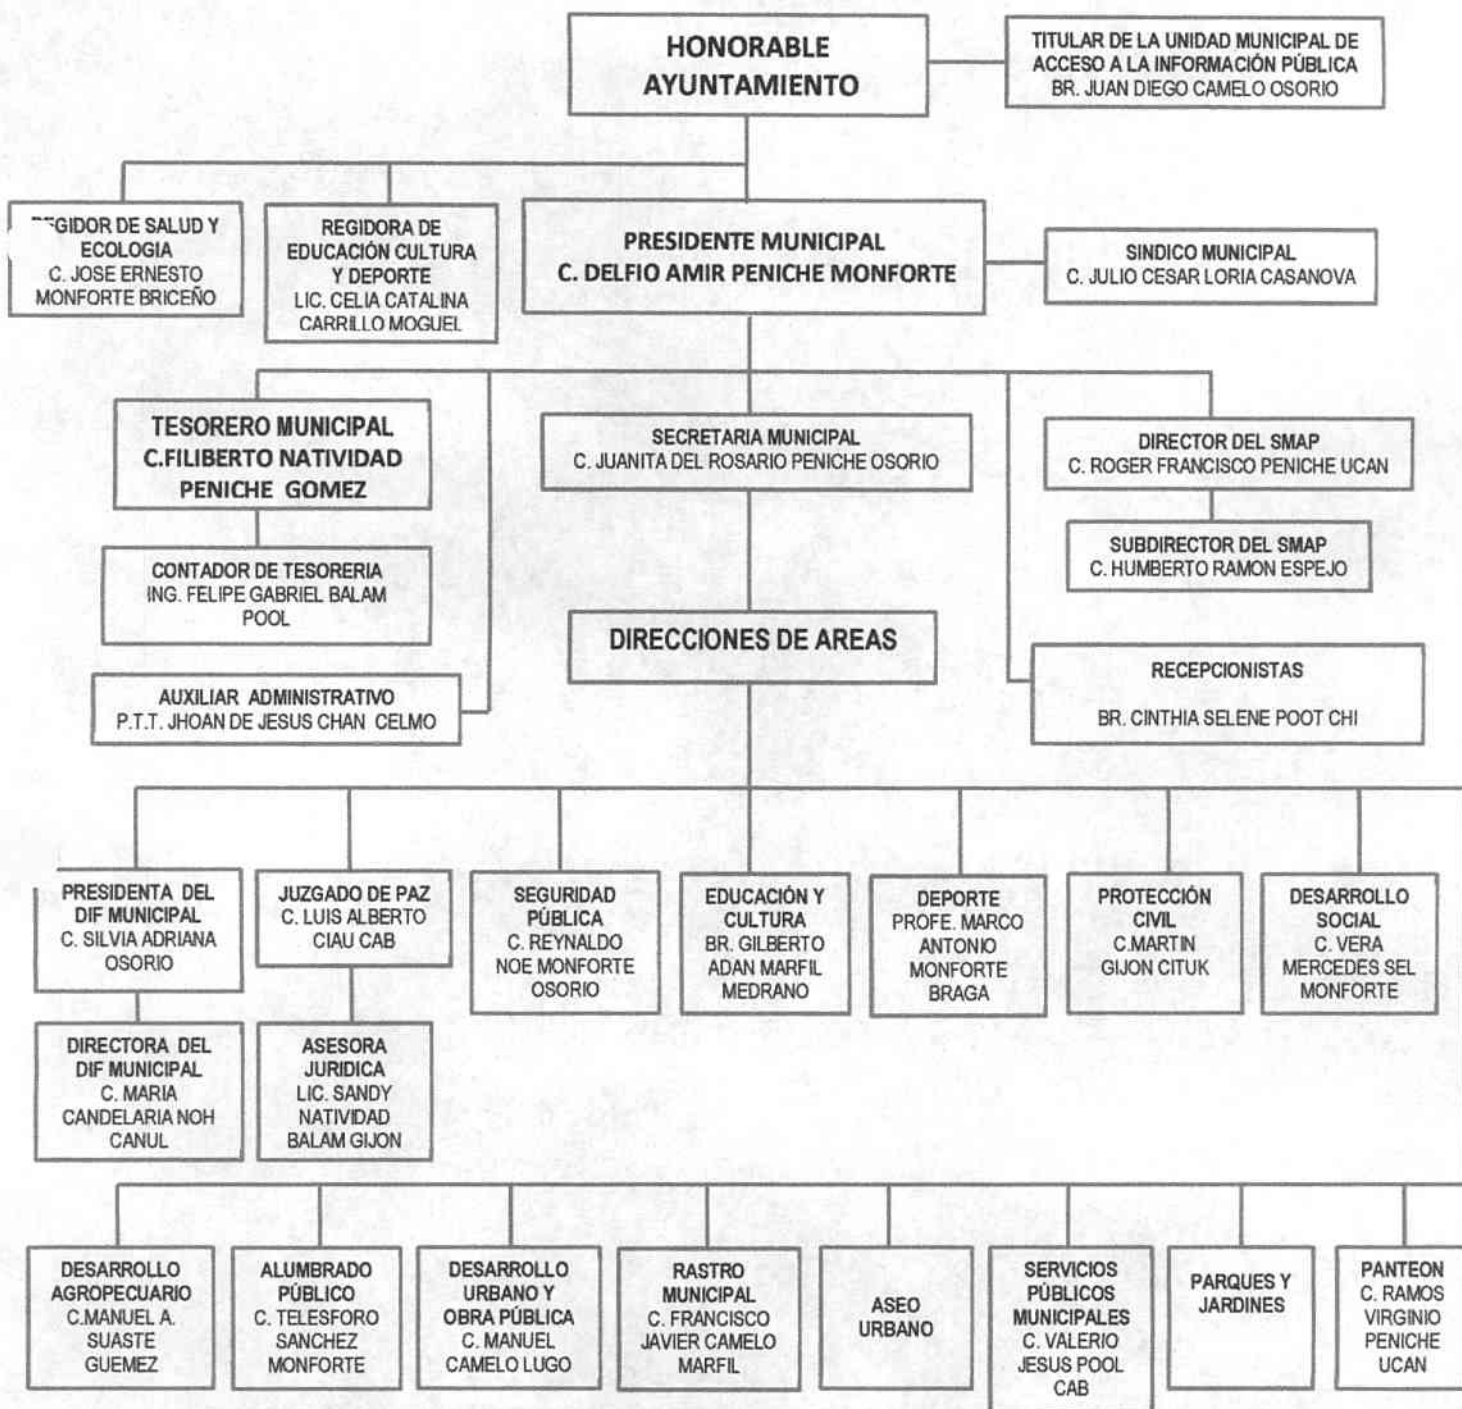 HONORABLE
AYUNTAMIENTO
TITULAR DE LA UNIDAD MUNICIPAL DE
ACCESO A LA INFORMACIÓN PÚBLICA
BR. JUAN DIEGO CAMELO OSORIO
EGIDOR DE SALUD Y
ECOLOGIA
C. JOSE ERNESTO
MONFORTE BRICEÑO
REGIDORA DE
EDUCACIÓN CULTURA
Y DEPORTE
LIC. CELIA CATALINA
CARRILLO MOGUEL
PRESIDENTE MUNICIPAL
C. DELFIO AMIR PENICHE MONFORTE
SINDICO MUNICIPAL
C. JULIO CESAR LORIA CASANOVA
TESORERO MUNICIPAL
C.FILIBERTO NATIVIDAD
PENICHE GOMEZ
SECRETARIA MUNICIPAL
C. JUANITA DEL ROSARIO PENICHE OSORIO
DIRECTOR DEL SMAP
C. ROGER FRANCISCO PENICHE UCAN
SUBDIRECTOR DEL SMAP
C. HUMBERTO RAMON ESPEJO
CONTADOR DE TESORERIA
ING. FELIPE GABRIEL BALAM
POOL
DIRECCIONES DE AREAS
RECEPCIONISTAS
BR. CINTHIA SELENE POOT CHI
AUXILIAR ADMINISTRATIVO
P.T.T. JHOAN DE JESUS CHAN CELMO
PRESIDENTA DEL
DIF MUNICIPAL
C. SILVIA ADRIANA
OSORIO
JUZGADO DE PAZ
C. LUIS ALBERTO
CIAU CAB
SEGURIDAD
PÚBLICA
C. REYNALDO
NOE MONFORTE
OSORIO
EDUCACIÓN Y
CULTURA
BR. GILBERTO
ADAN MARFIL
MEDRANO
DEPORTE
PROFE. MARCO
ANTONIO
MONFORTE
BRAGA
PROTECCIÓN
CIVIL
C.MARTIN
GIJON CITUK
DESARROLLO
SOCIAL
C. VERA
MERCEDES SEL
MONFORTE
DIRECTORA DEL
DIF MUNICIPAL
C. MARIA
CANDELARIA NOH
CANUL
ASESORA
JURIDICA
LIC. SANDY
NATIVIDAD
BALAM GIJON
DESARROLLO
AGROPECUARIO
C.MANUEL A.
SUASTE
GUEMEZ
ALUMBRADO
PÚBLICO
C. TELESFORO
SANCHEZ
MONFORTE
DESARROLLO
URBANO Y
OBRA PÚBLICA
C. MANUEL
CAMELO LUGO
RASTRO
MUNICIPAL
C. FRANCISCO
JAVIER CAMELO
MARFIL
ASEO
URBANO
SERVICIOS
PÚBLICOS
MUNICIPALES
C. VALERIO
JESUS POOL
CAB
PARQUES Y
JARDINES
PANTEON
C. RAMOS
VIRGINIO
PENICHE
UCAN